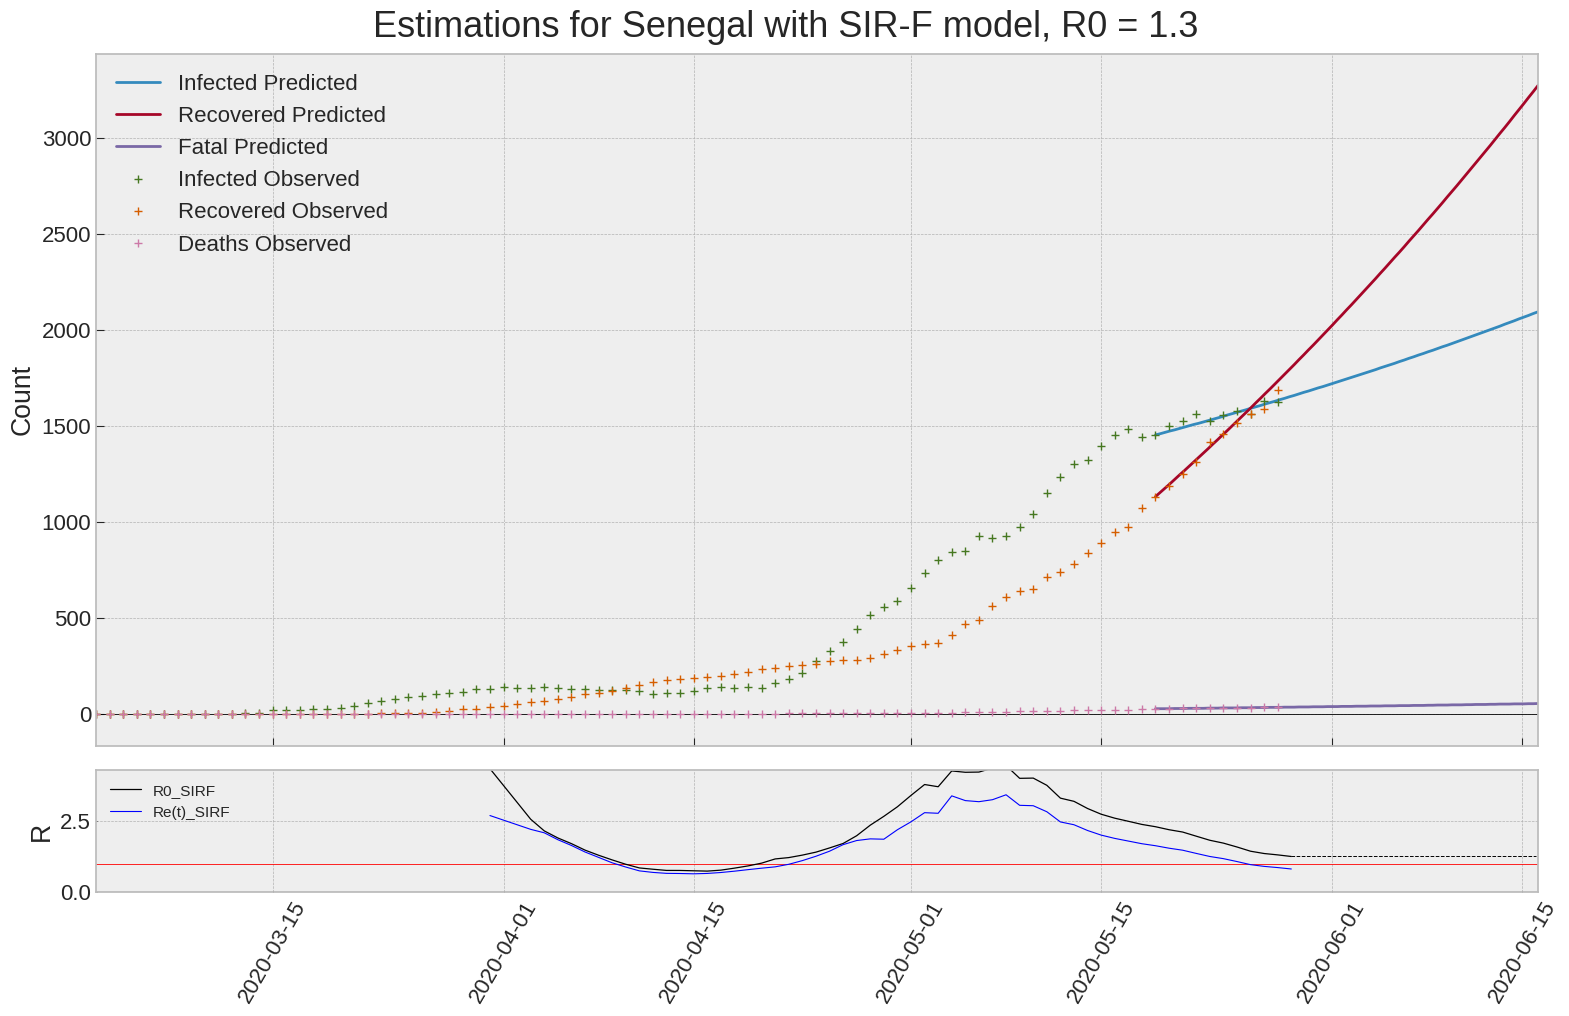 Estimations for Senegal with SIR-F model, R0 = 1.3
Infected Predicted
Recovered Predicted
Fatal Predicted
Infected Observed
Recovered Observed
Deaths Observed
Count
3000
2500
2000
1500
1000
500
0
R0_SIRF
Re(t)_SIRF
R
2.5
0.0
2020-03-15
2020-04-01
2020-04-15
2020-05-01
2020-05-15
2020-06-01
2020-06-15